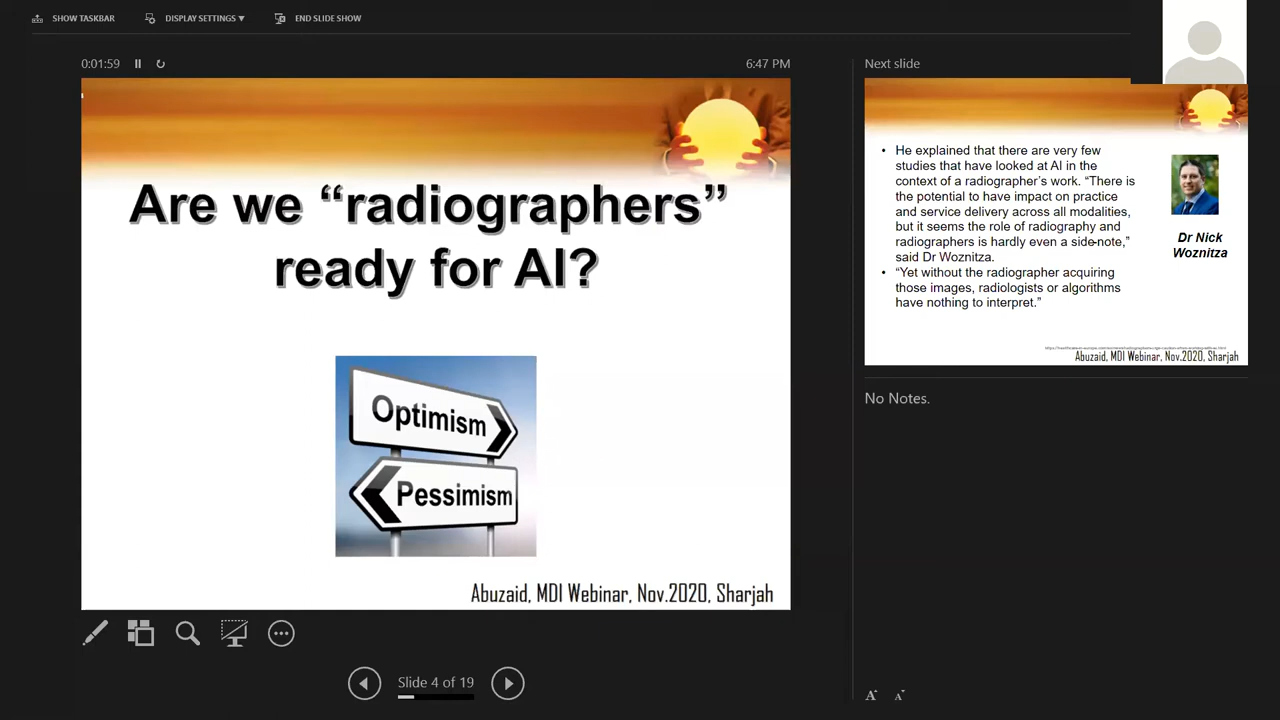 SHOW TASKBAR
DISPLAY SETTINGS ▾
END SLIDE SHOW
0:01:59
6:47 PM
Are we “radiographers”
ready for AI?
Optimism
Pessimism
Abuzaid, MDI Webinar, Nov.2020, Sharjah
Slide 4 of 19
Next slide
• He explained that there are very few
studies that have looked at AI in the
context of a radiographer’s work. “There is
the potential to have impact on practice
and service delivery across all modalities,
but it seems the role of radiography and
radiographers is hardly even a side-note,”
said Dr Woznitza.
• “Yet without the radiographer acquiring
those images, radiologists or algorithms
have nothing to interpret.”
Dr Nick
Woznitza
Abuzaid, MDI Webinar, Nov.2020, Sharjah
No Notes.
A A